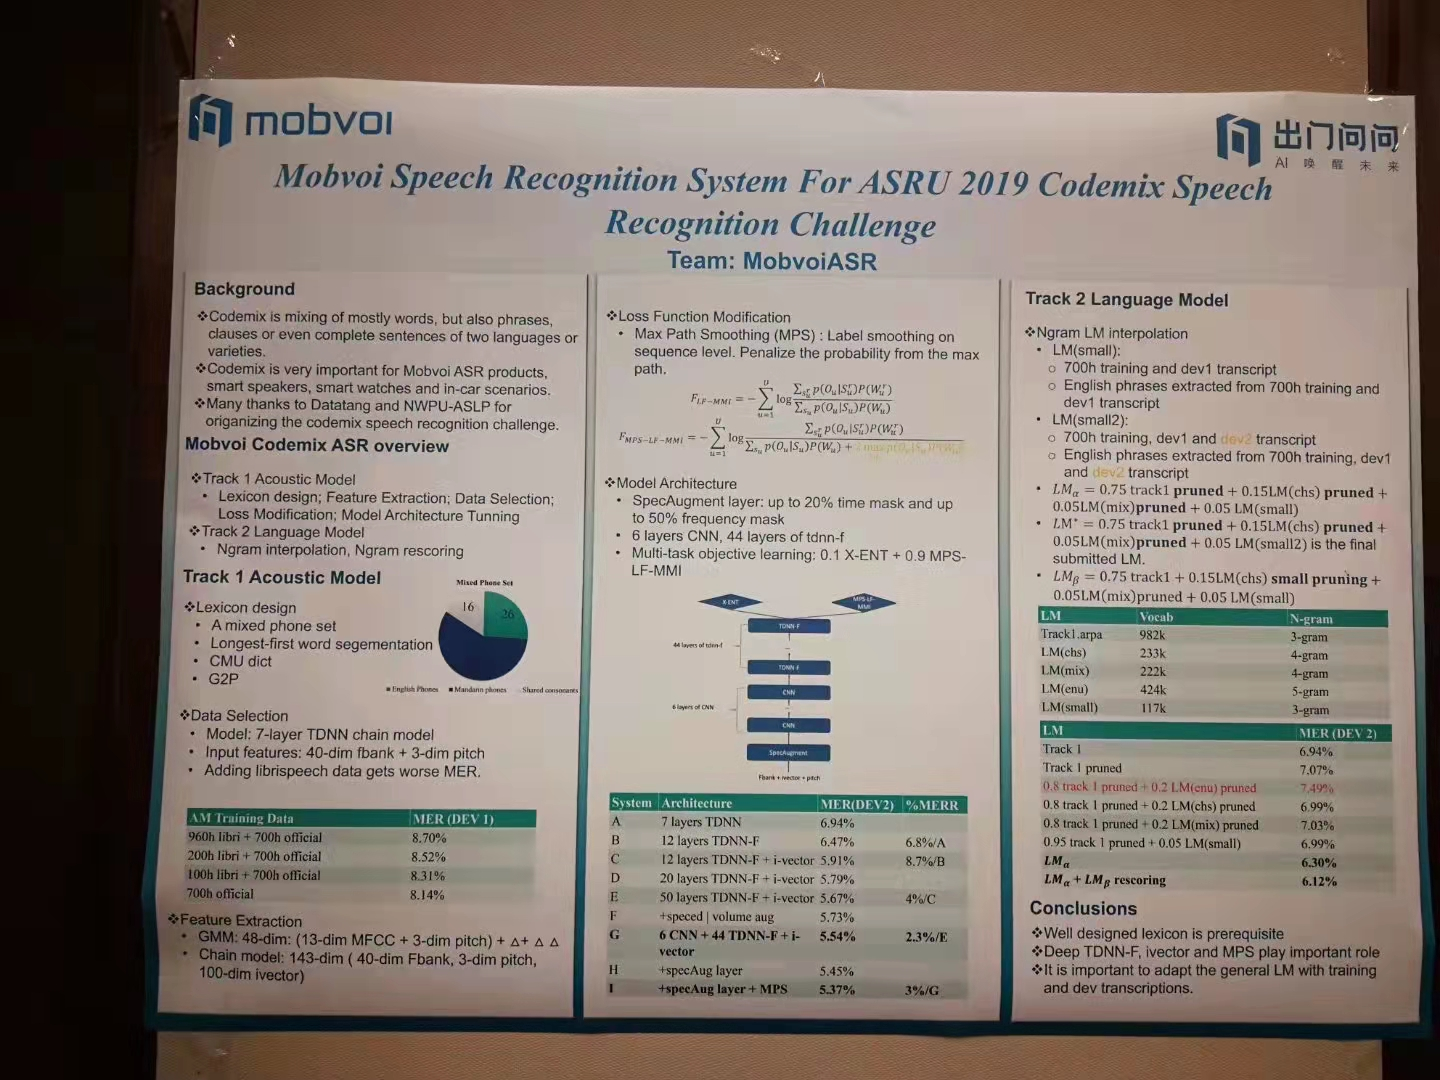 mobvoi
出门问问
AI 唤 醒 未 来
Mobvoi Speech Recognition System For ASRU 2019 Codemix Speech
Recognition Challenge
Team: MobvoiASR
Background
❖Codemix is mixing of mostly words, but also phrases,
clauses or even complete sentences of two languages or
varieties.
❖Codemix is very important for Mobvoi ASR products,
smart speakers, smart watches and in-car scenarios.
❖Many thanks to Datatang and NWPU-ASLP for
origanizing the codemix speech recognition challenge.
Mobvoi Codemix ASR overview
❖Track 1 Acoustic Model
• Lexicon design; Feature Extraction; Data Selection;
Loss Modification; Model Architecture Tunning
❖Track 2 Language Model
• Ngram interpolation, Ngram rescoring
Track 1 Acoustic Model
❖Lexicon design
• A mixed phone set
• Longest-first word segementation
• CMU dict
• G2P
Mixed Phone Set
16
26
English Phones Mandarin phones Shared consonants
❖Data Selection
• Model: 7-layer TDNN chain model
• Input features: 40-dim fbank + 3-dim pitch
• Adding librispeech data gets worse MER.
AM Training Data MER (DEV 1)
960h libri + 700h official 8.70%
200h libri + 700h official 8.52%
100h libri + 700h official 8.31%
700h official 8.14%
❖Feature Extraction
• GMM: 48-dim: (13-dim MFCC + 3-dim pitch) + △+ △ △
• Chain model: 143-dim ( 40-dim Fbank, 3-dim pitch,
100-dim ivector)
❖Loss Function Modification
• Max Path Smoothing (MPS) : Label smoothing on
sequence level. Penalize the probability from the max
path.
F_{LF-MMI} = -∑_{u=1}^{U} log ∑_{s_u^r} p(O_u|S_u^r)P(W_u^r) / ∑_{s_u} p(O_u|S_u)P(W_u)
F_{MPS-LF-MMI} = -∑_{u=1}^{U} log ∑_{s_u^r} p(O_u|S_u^r)P(W_u^r) / ∑_{s_u} p(O_u|S_u)P(W_u) +
❖Model Architecture
• SpecAugment layer: up to 20% time mask and up
to 50% frequency mask
• 6 layers CNN, 44 layers of tdnn-f
• Multi-task objective learning: 0.1 X-ENT + 0.9 MPS-
LF-MMI
X-ENT
MPS-LF-
MMI
TDNN-F
44 layers of tdnn-f
...
TDNN-F
CNN
6 layers of CNN
...
CNN
SpecAugment
Fbank + ivector + pitch
System Architecture MER(DEV2) %MERR
A 7 layers TDNN 6.94%
B 12 layers TDNN-F 6.47% 6.8%/A
C 12 layers TDNN-F + i-vector 5.91% 8.7%/B
D 20 layers TDNN-F + i-vector 5.79%
E 50 layers TDNN-F + i-vector 5.67% 4%/C
F +speed | volume aug 5.73%
G 6 CNN + 44 TDNN-F + i-
vector 5.54% 2.3%/E
H +specAug layer 5.45%
I +specAug layer + MPS 5.37% 3%/G
Track 2 Language Model
❖Ngram LM interpolation
• LM(small):
o 700h training and dev1 transcript
o English phrases extracted from 700h training and
dev1 transcript
• LM(small2):
o 700h training, dev1 and dev2 transcript
o English phrases extracted from 700h training, dev1
and dev2 transcript
• LM_α = 0.75 track1 pruned + 0.15LM(chs) pruned +
0.05LM(mix)pruned + 0.05 LM(small)
• LM* = 0.75 track1 pruned + 0.15LM(chs) pruned +
0.05LM(mix)pruned + 0.05 LM(small2) is the final
submitted LM.
• LM_β = 0.75 track1 + 0.15LM(chs) small pruning +
0.05LM(mix)pruned + 0.05 LM(small)
LM Vocab N-gram
Track1.arpa 982k 3-gram
LM(chs) 233k 4-gram
LM(mix) 222k 4-gram
LM(enu) 424k 5-gram
LM(small) 117k 3-gram
LM MER (DEV 2)
Track 1 6.94%
Track 1 pruned 7.07%
0.8 track 1 pruned + 0.2 LM(enu) pruned 7.49%
0.8 track 1 pruned + 0.2 LM(chs) pruned 6.99%
0.8 track 1 pruned + 0.2 LM(mix) pruned 7.03%
0.95 track 1 pruned + 0.05 LM(small) 6.99%
LM_α 6.30%
LM_α + LM_β rescoring 6.12%
Conclusions
❖Well designed lexicon is prerequisite
❖Deep TDNN-F, ivector and MPS play important role
❖It is important to adapt the general LM with training
and dev transcriptions.